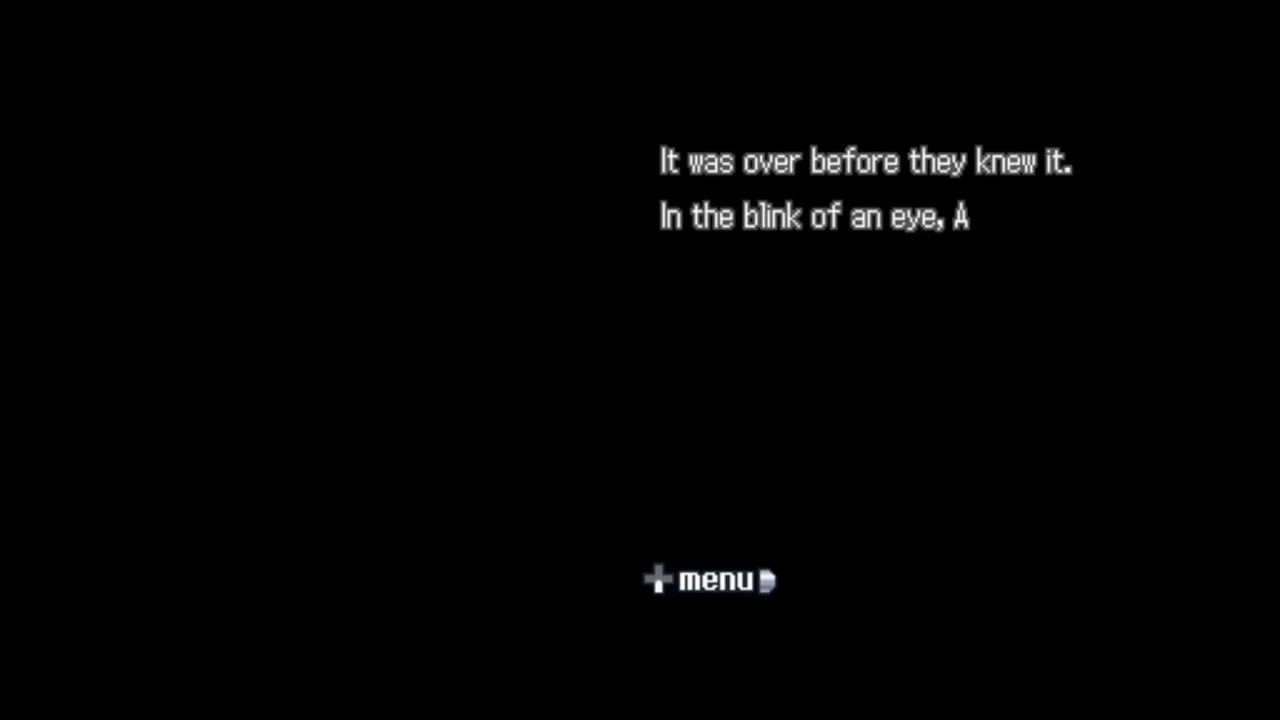 It was over before they knew it.
In the blink of an eye, A
menu